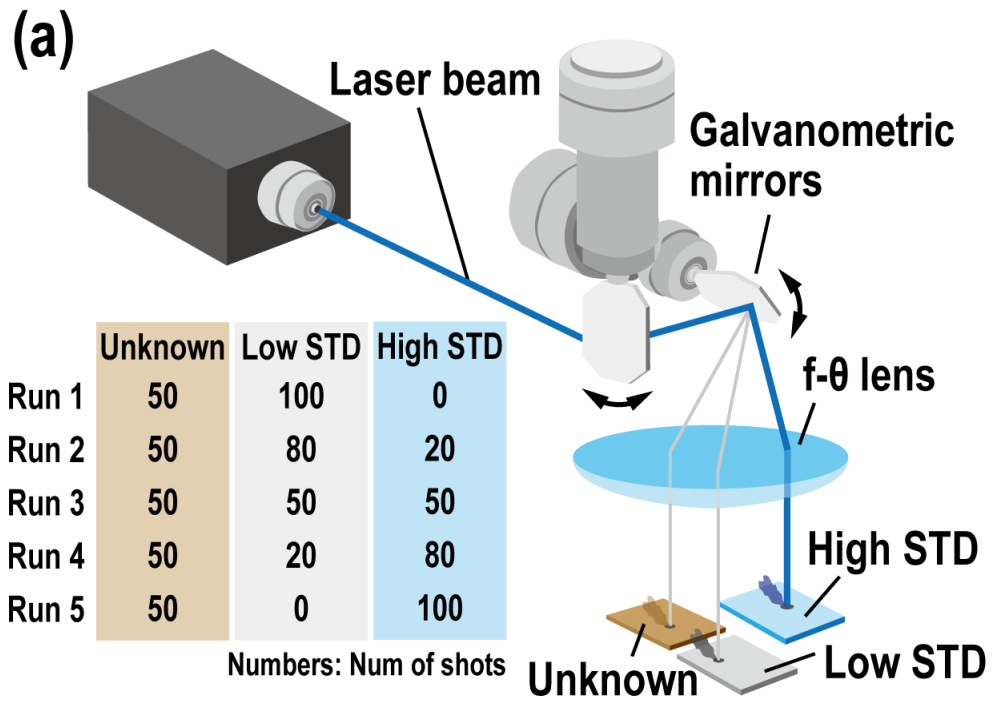 (a)
Laser beam
Galvanometric
mirrors
f-θ lens
Unknown Low STD High STD
Run 1 50 100 0
Run 2 50 80 20
Run 3 50 50 50
Run 4 50 20 80
Run 5 50 0 100
Numbers: Num of shots
High STD
Low STD
Unknown